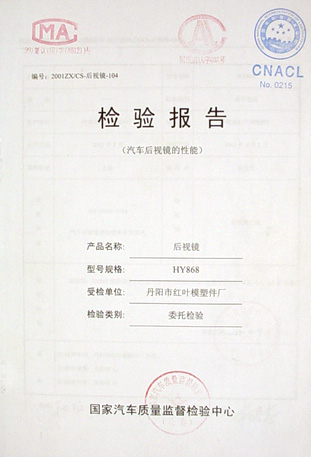 MA
CNACL
No. 0215
编号: 2001ZX/CS-后视镜-104
检验报告
(汽车后视镜的性能)
产品名称: 后视镜
型号规格: HY868
受检单位: 丹阳市红叶模塑件厂
检验类别: 委托检验
国家汽车质量监督检验中心